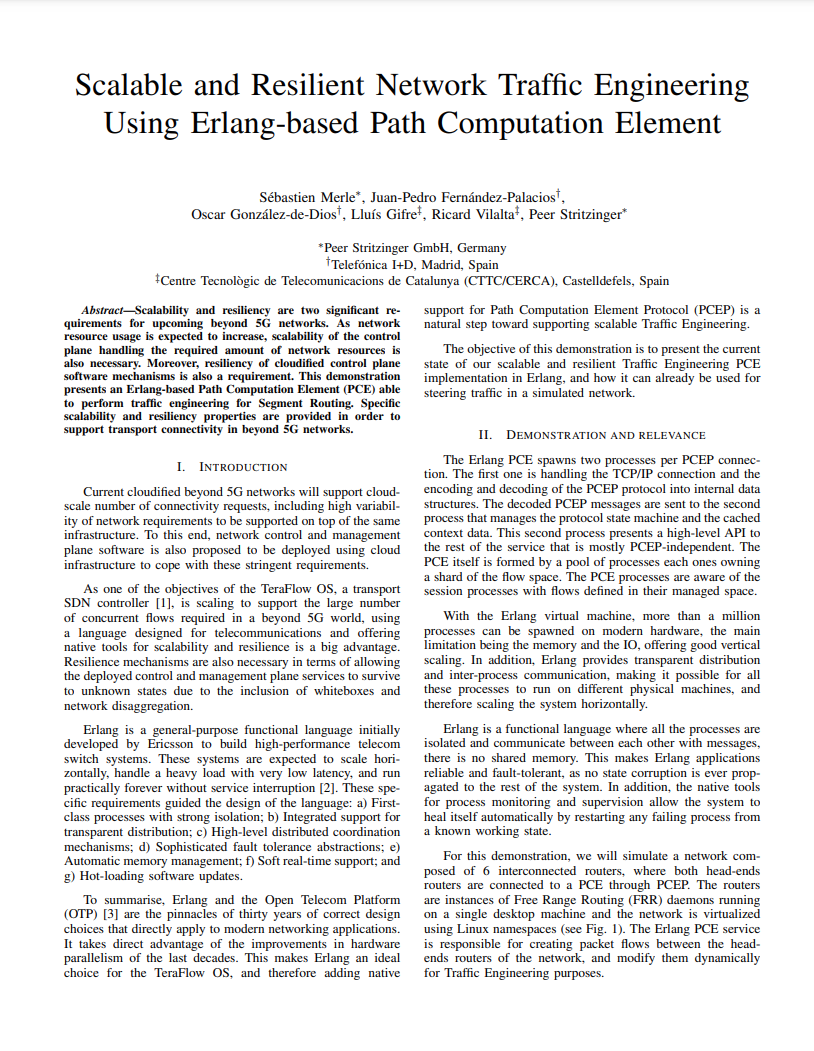 Scalable and Resilient Network Traffic Engineering
Using Erlang-based Path Computation Element
Sébastien Merle*, Juan-Pedro Fernández-Palacios†,
Oscar González-de-Dios†, Lluís Gifre‡, Ricard Vilalta‡, Peer Stritzinger*
*Peer Stritzinger GmbH, Germany
†Telefónica I+D, Madrid, Spain
‡Centre Tecnològic de Telecomunicacions de Catalunya (CTTC/CERCA), Castelldefels, Spain
Abstract—Scalability and resiliency are two significant re-
quirements for upcoming beyond 5G networks. As network
resource usage is expected to increase, scalability of the control
plane handling the required amount of network resources is
also necessary. Moreover, resiliency of cloudified control plane
software mechanisms is also a requirement. This demonstration
presents an Erlang-based Path Computation Element (PCE) able
to perform traffic engineering for Segment Routing. Specific
scalability and resiliency properties are provided in order to
support transport connectivity in beyond 5G networks.
I. Introduction
Current cloudified beyond 5G networks will support cloud-
scale number of connectivity requests, including high variabil-
ity of network requirements to be supported on top of the same
infrastructure. To this end, network control and management
plane software is also proposed to be deployed using cloud
infrastructure to cope with these stringent requirements.
As one of the objectives of the TeraFlow OS, a transport
SDN controller [1], is scaling to support the large number
of concurrent flows required in a beyond 5G world, using
a language designed for telecommunications and offering
native tools for scalability and resilience is a big advantage.
Resilience mechanisms are also necessary in terms of allowing
the deployed control and management plane services to survive
to unknown states due to the inclusion of whiteboxes and
network disaggregation.
Erlang is a general-purpose functional language initially
developed by Ericsson to build high-performance telecom
switch systems. These systems are expected to scale hori-
zontally, handle a heavy load with very low latency, and run
practically forever without service interruption [2]. These spe-
cific requirements guided the design of the language: a) First-
class processes with strong isolation; b) Integrated support for
transparent distribution; c) High-level distributed coordination
mechanisms; d) Sophisticated fault tolerance abstractions; e)
Automatic memory management; f) Soft real-time support; and
g) Hot-loading software updates.
To summarise, Erlang and the Open Telecom Platform
(OTP) [3] are the pinnacles of thirty years of correct design
choices that directly apply to modern networking applications.
It takes direct advantage of the improvements in hardware
parallelism of the last decades. This makes Erlang an ideal
choice for the TeraFlow OS, and therefore adding native
support for Path Computation Element Protocol (PCEP) is a
natural step toward supporting scalable Traffic Engineering.
The objective of this demonstration is to present the current
state of our scalable and resilient Traffic Engineering PCE
implementation in Erlang, and how it can already be used for
steering traffic in a simulated network.
II. Demonstration and relevance
The Erlang PCE spawns two processes per PCEP connec-
tion. The first one is handling the TCP/IP connection and the
encoding and decoding of the PCEP protocol into internal data
structures. The decoded PCEP messages are sent to the second
process that manages the protocol state machine and the cached
context data. This second process presents a high-level API to
the rest of the service that is mostly PCEP-independent. The
PCE itself is formed by a pool of processes each ones owning
a shard of the flow space. The PCE processes are aware of the
session processes with flows defined in their managed space.
With the Erlang virtual machine, more than a million
processes can be spawned on modern hardware, the main
limitation being the memory and the IO, offering good vertical
scaling. In addition, Erlang provides transparent distribution
and inter-process communication, making it possible for all
these processes to run on different physical machines, and
therefore scaling the system horizontally.
Erlang is a functional language where all the processes are
isolated and communicate between each other with messages,
there is no shared memory. This makes Erlang applications
reliable and fault-tolerant, as no state corruption is ever prop-
agated to the rest of the system. In addition, the native tools
for process monitoring and supervision allow the system to
heal itself automatically by restarting any failing process from
a known working state.
For this demonstration, we will simulate a network com-
posed of 6 interconnected routers, where both head-ends
routers are connected to a PCE through PCEP. The routers
are instances of Free Range Routing (FRR) daemons running
on a single desktop machine and the network is virtualized
using Linux namespaces (see Fig. 1). The Erlang PCE service
is responsible for creating packet flows between the head-
ends routers of the network, and modify them dynamically
for Traffic Engineering purposes.